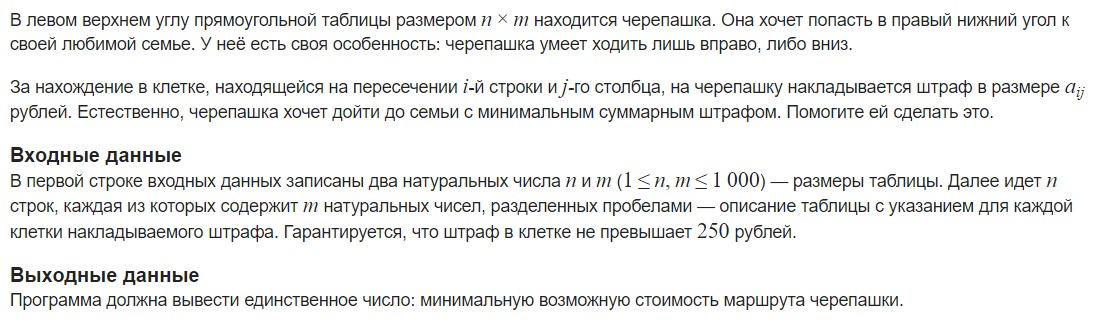 В левом верхнем углу прямоугольной таблицы размером n × m находится черепашка. Она хочет попасть в правый нижний угол к
своей любимой семье. У неё есть своя особенность: черепашка умеет ходить лишь вправо, либо вниз.
За нахождение в клетке, находящейся на пересечении i-й строки и j-го столбца, на черепашку накладывается штраф в размере aij
рублей. Естественно, черепашка хочет дойти до семьи с минимальным суммарным штрафом. Помогите ей сделать это.
Входные данные
В первой строке входных данных записаны два натуральных числа n и m (1 ≤ n, m ≤ 1 000) — размеры таблицы. Далее идет n
строк, каждая из которых содержит m натуральных чисел, разделенных пробелами — описание таблицы с указанием для каждой
клетки накладываемого штрафа. Гарантируется, что штраф в клетке не превышает 250 рублей.
Выходные данные
Программа должна вывести единственное число: минимальную возможную стоимость маршрута черепашки.